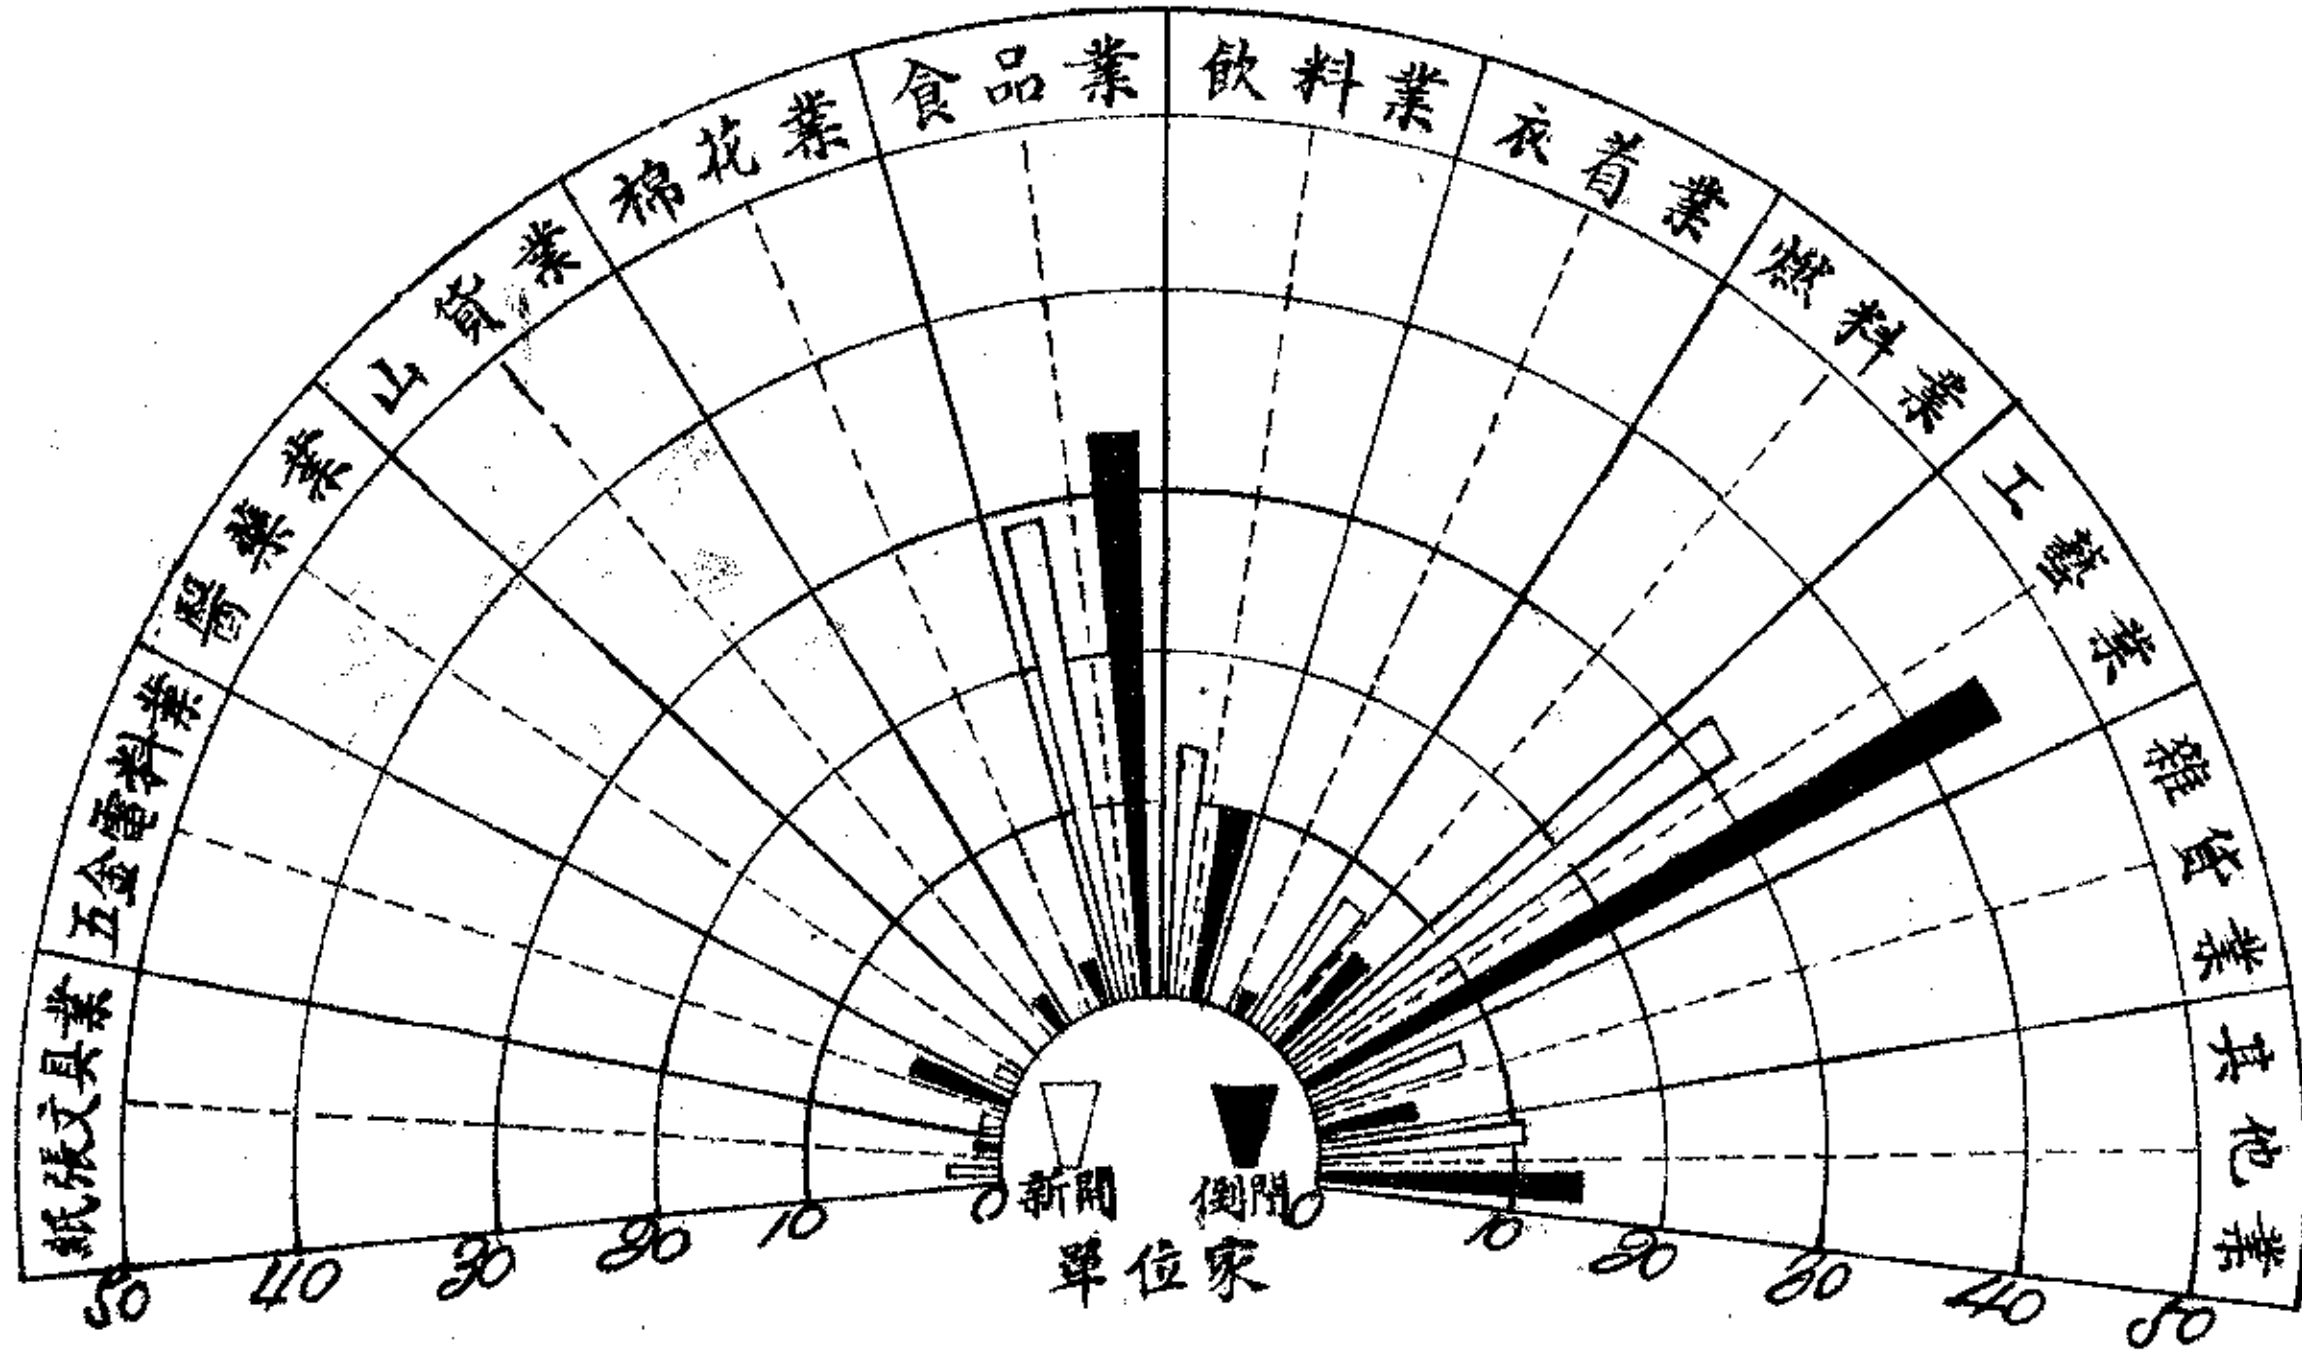 紙張文具業
五金電料業
醫藥業
山貨業
棉花業
食品業
飲料業
衣着業
燃料業
工藝業
雜貨業
其他業
50 40 30 20 10 0
新開
倒閉
0 10 20 30 40 50
單位家